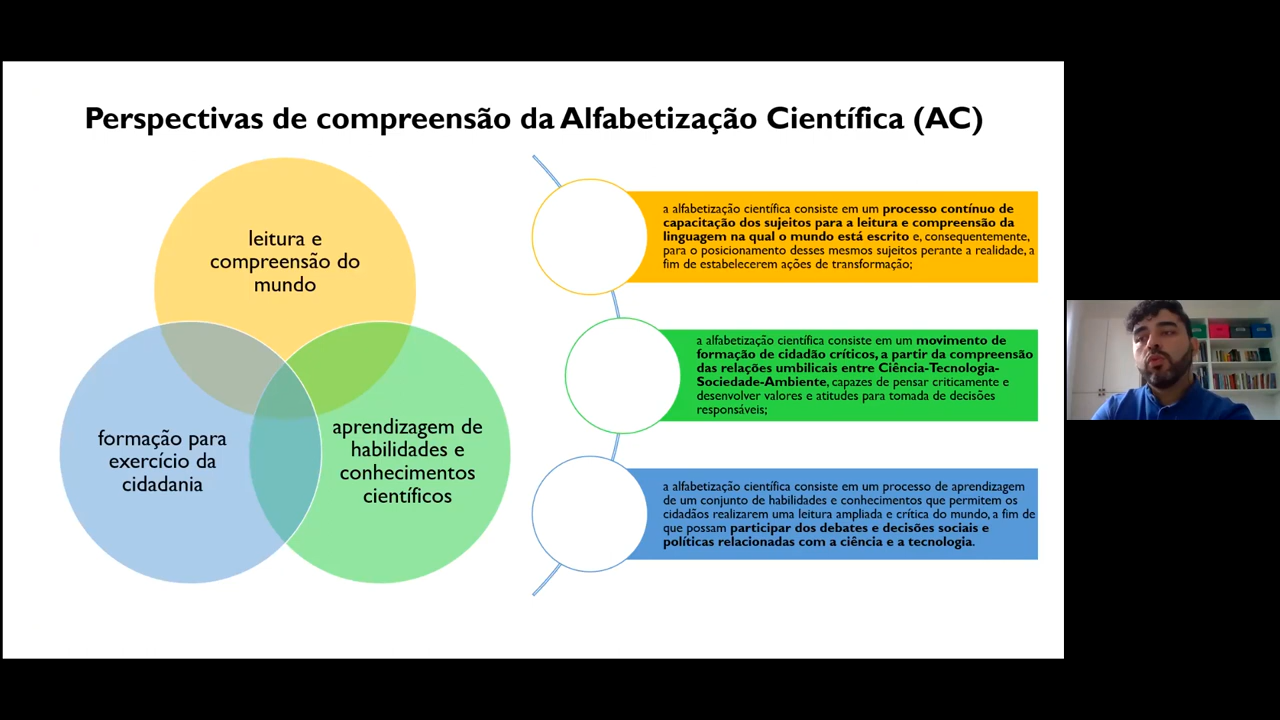 Perspectivas de compreensão da Alfabetização Científica (AC)
leitura e
compreensão do
mundo
formação para
exercício da
cidadania
aprendizagem de
habilidades e
conhecimentos
científicos
a alfabetização científica consiste em um processo contínuo de
capacitação dos sujeitos para a leitura e compreensão da
linguagem na qual o mundo está escrito e, consequentemente,
para o posicionamento desses mesmos sujeitos perante a realidade, a
fim de estabelecerem ações de transformação;
a alfabetização científica consiste em um movimento de
formação de cidadão críticos, a partir da compreensão
das relações umbilicais entre Ciência-Tecnologia-
Sociedade-Ambiente, capazes de pensar criticamente e
desenvolver valores e atitudes para tomada de decisões
responsáveis;
a alfabetização científica consiste em um processo de aprendizagem
de um conjunto de habilidades e conhecimentos que permitem os
cidadãos realizarem uma leitura ampliada e crítica do mundo, a fim de
que possam participar dos debates e decisões sociais e
políticas relacionadas com a ciência e a tecnologia.